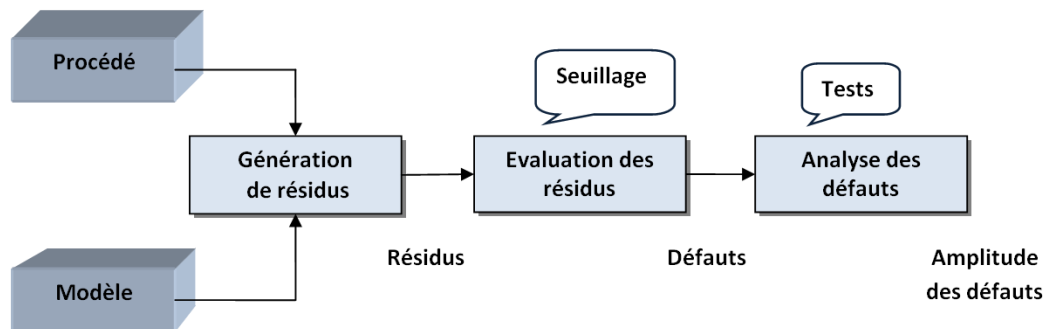 Procédé
Seuillage
Tests
Génération
de résidus
Evaluation des
résidus
Analyse des
défauts
Résidus
Défauts
Amplitude
des défauts
Modèle